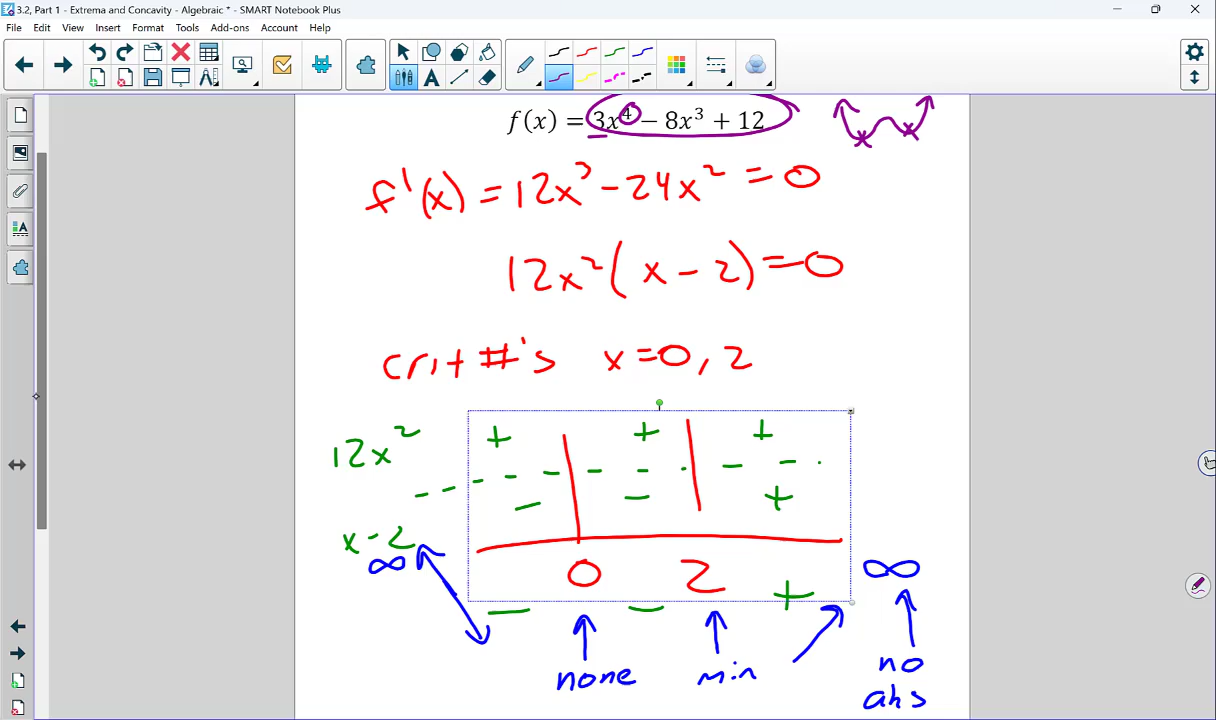 3.2, Part 1 - Extrema and Concavity - Algebraic * - SMART Notebook Plus
File Edit View Insert Format Tools Add-ons Account Help
f(x) = 3x⁴ − 8x³ + 12
f'(x) = 12x³ − 24x² = 0
12x²(x − 2) = 0
crit #'s x = 0, 2
12x² + + +
− − +
x − 2
∞ 0 2 ∞
− − +
none min no
abs